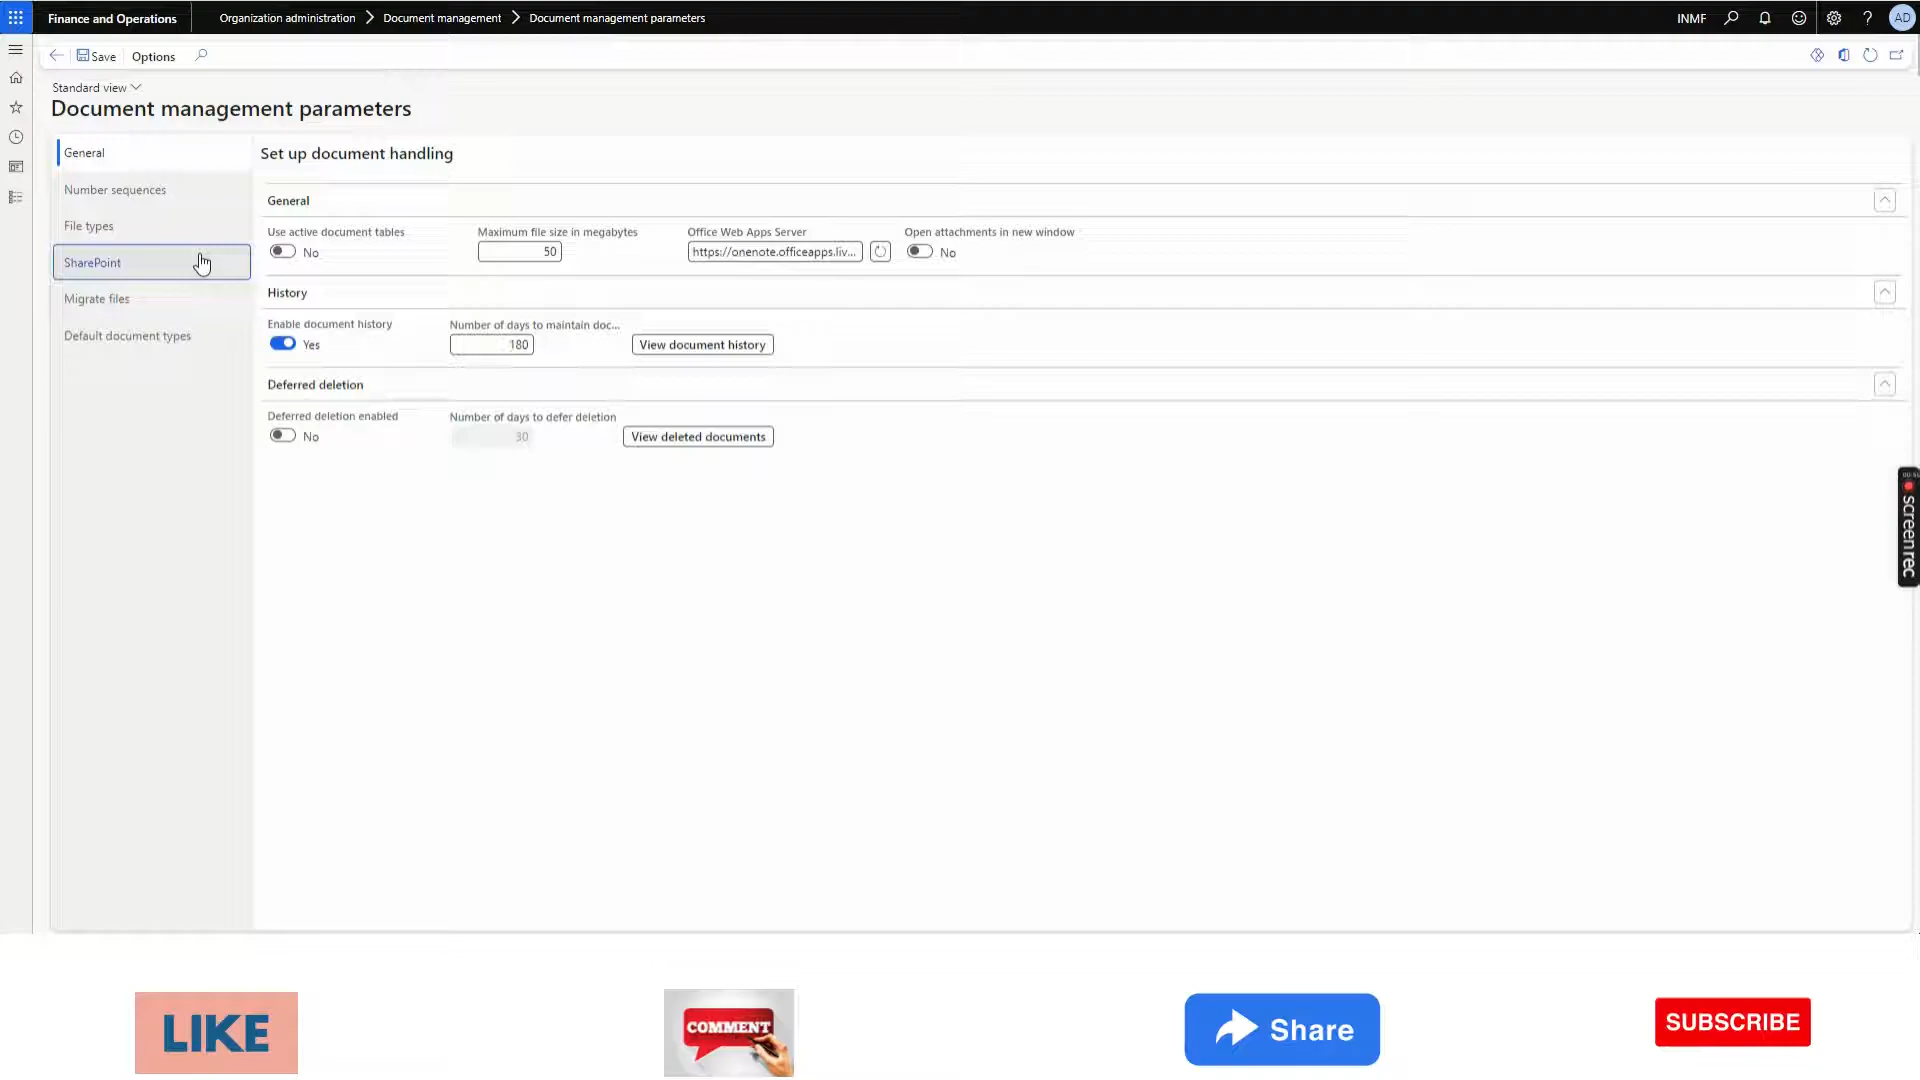 Finance and Operations
Organization administration
Document management
Document management parameters
INMF
AD
Save
Options
Standard view
Document management parameters
General
Number sequences
File types
SharePoint
Migrate files
Default document types
Set up document handling
General
Use active document tables
No
Maximum file size in megabytes
50
Office Web Apps Server
https://onenote.officeapps.liv...
Open attachments in new window
No
History
Enable document history
Yes
Number of days to maintain doc...
180
View document history
Deferred deletion
Deferred deletion enabled
No
Number of days to defer deletion
30
View deleted documents
screenrec
LIKE
COMMENT
Share
SUBSCRIBE